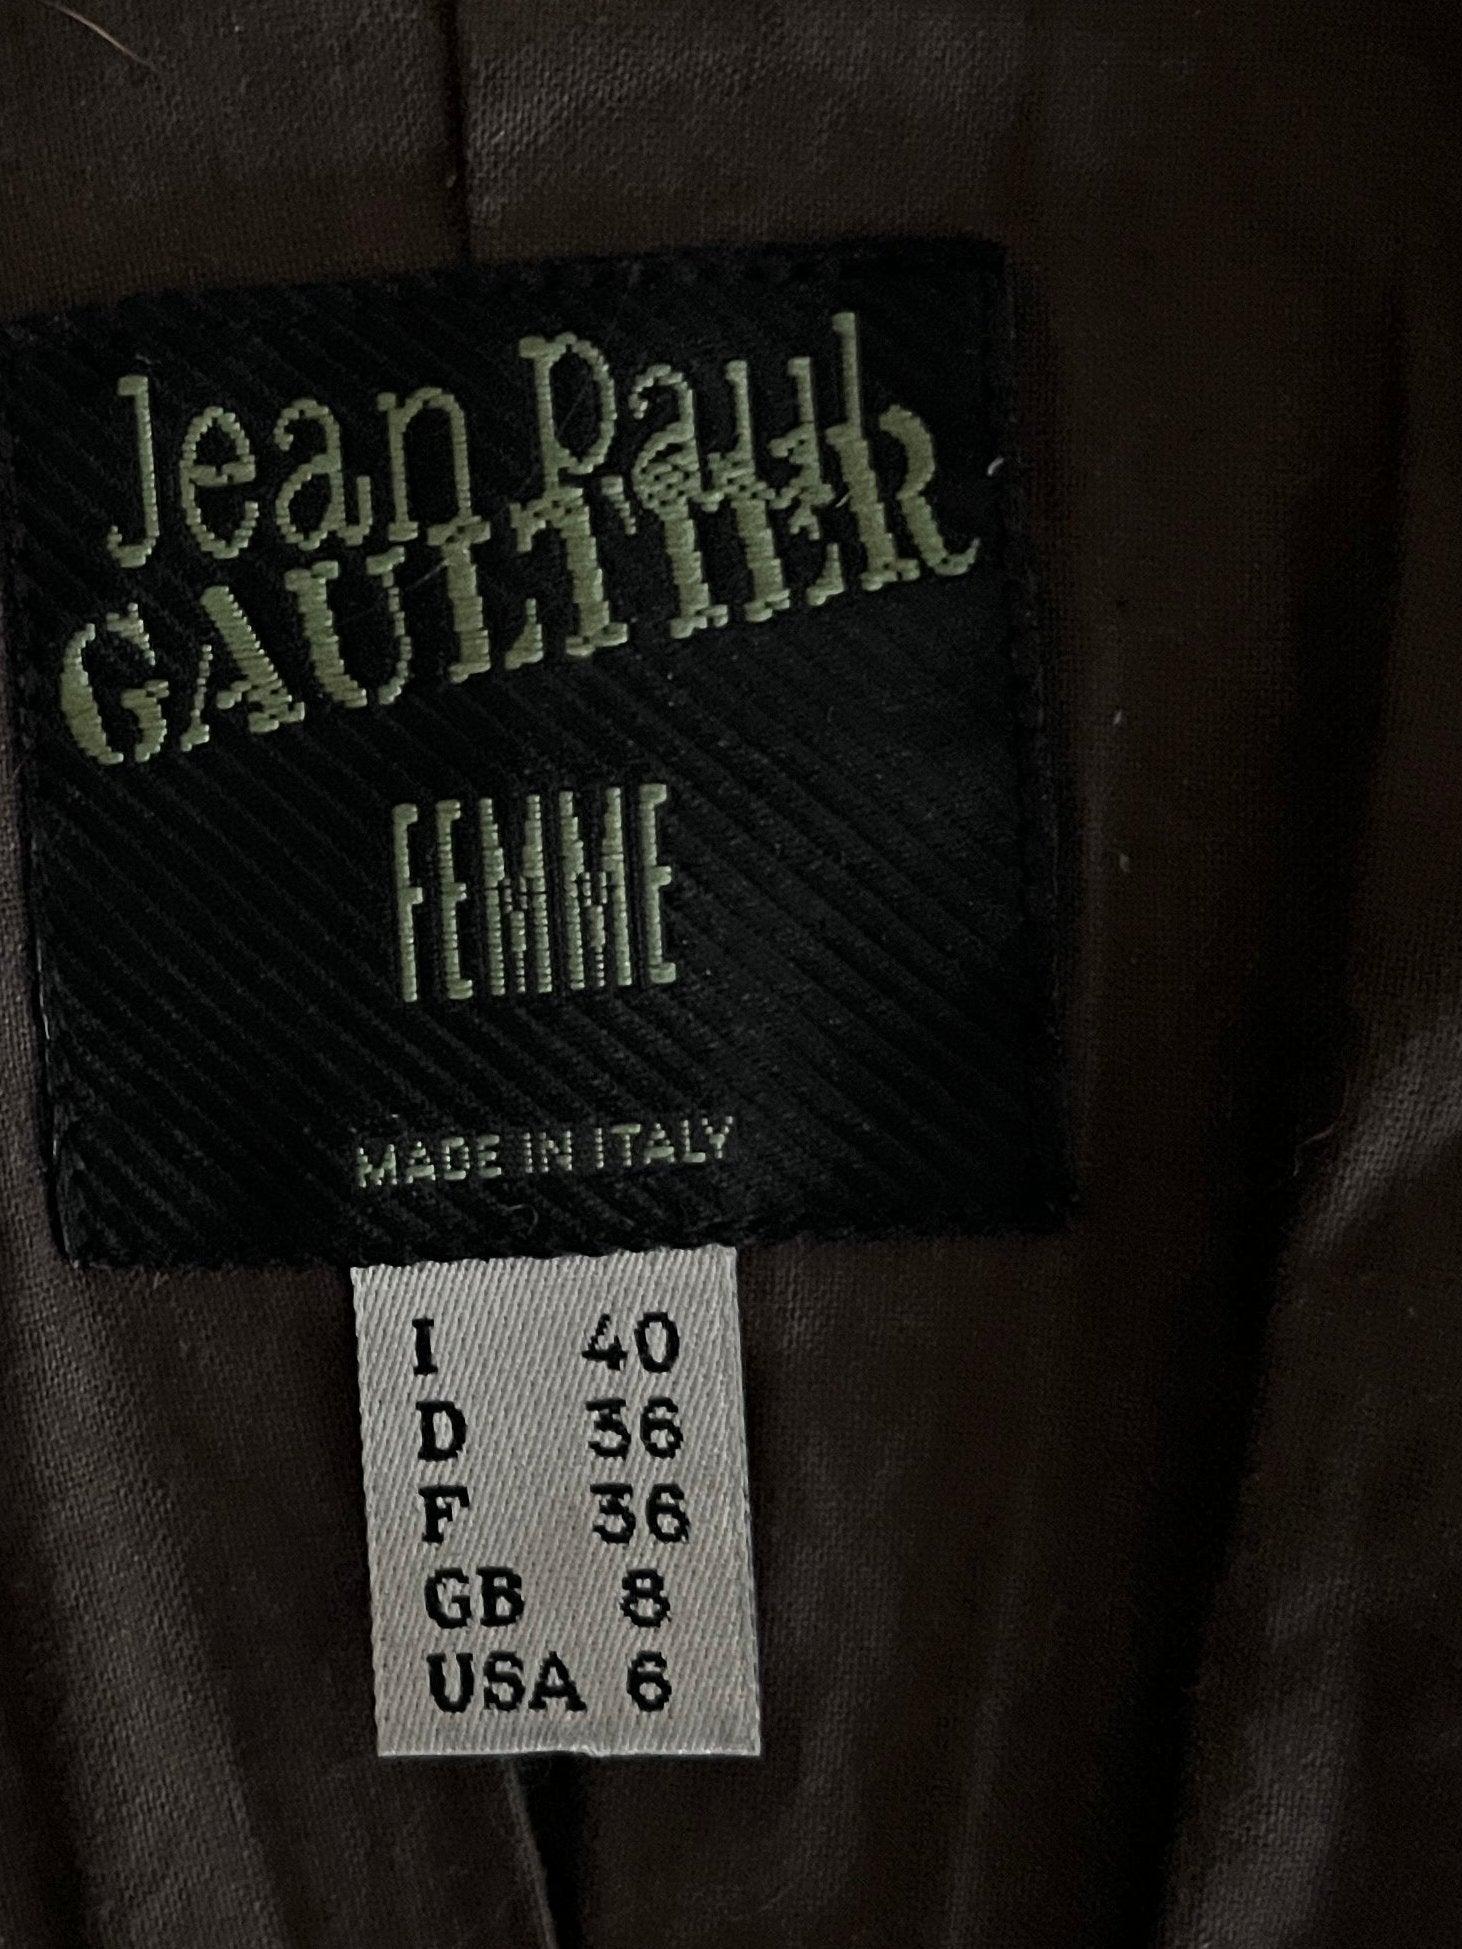 Jean Paul
GAULTIER
FEMME
MADE IN ITALY
I 40
D 36
F 36
GB 8
USA 6